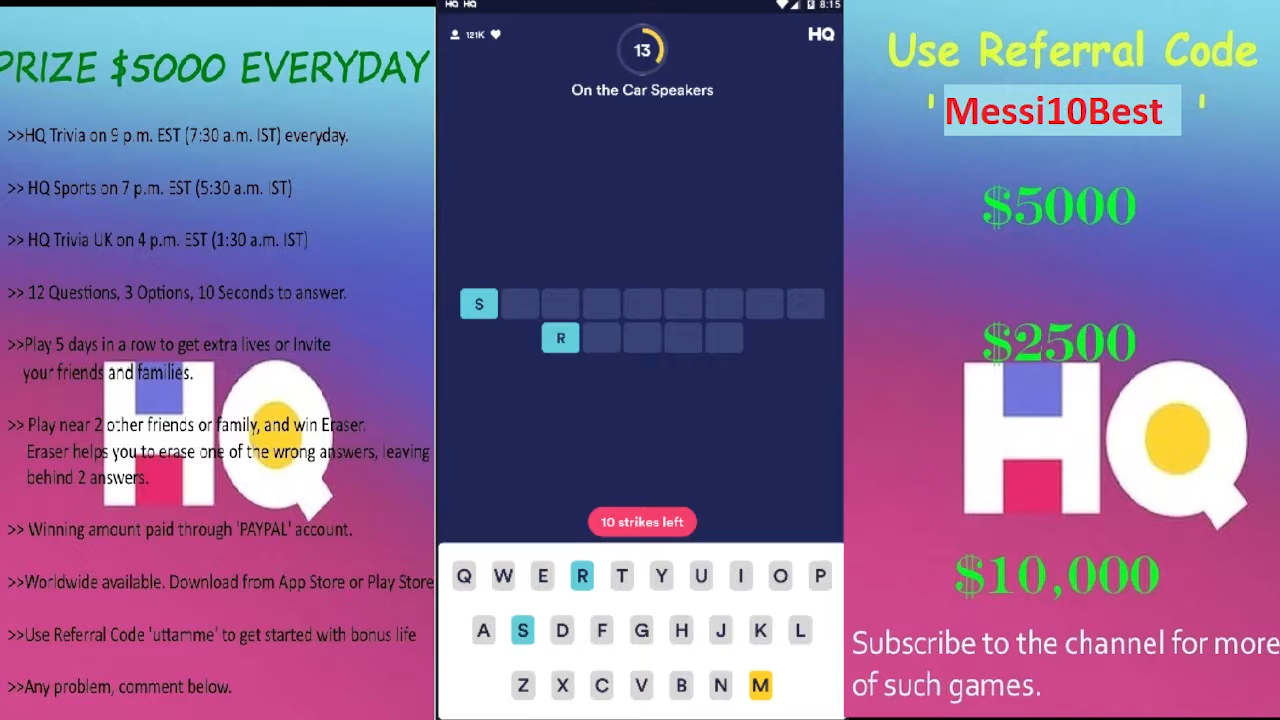 PRIZE $5000 EVERYDAY
>>HQ Trivia on 9 p.m. EST (7:30 a.m. IST) everyday.
>> HQ Sports on 7 p.m. EST (5:30 a.m. IST)
>> HQ Trivia UK on 4 p.m. EST (1:30 a.m. IST)
>> 12 Questions, 3 Options, 10 Seconds to answer.
>>Play 5 days in a row to get extra lives or Invite
your friends and families.
>> Play near 2 other friends or family, and win Eraser.
Eraser helps you to erase one of the wrong answers, leaving
behind 2 answers.
>> Winning amount paid through 'PAYPAL' account.
>>Worldwide available. Download from App Store or Play Store
>>Use Referral Code 'uttamme' to get started with bonus life
>>Any problem, comment below.
HQ
HQ HQ 8:15
121K 13 HQ
On the Car Speakers
S
R
10 strikes left
Q W E R T Y U I O P
A S D F G H J K L
Z X C V B N M
Use Referral Code
' Messi10Best '
$5000
$2500
HQ
$10,000
Subscribe to the channel for more
of such games.